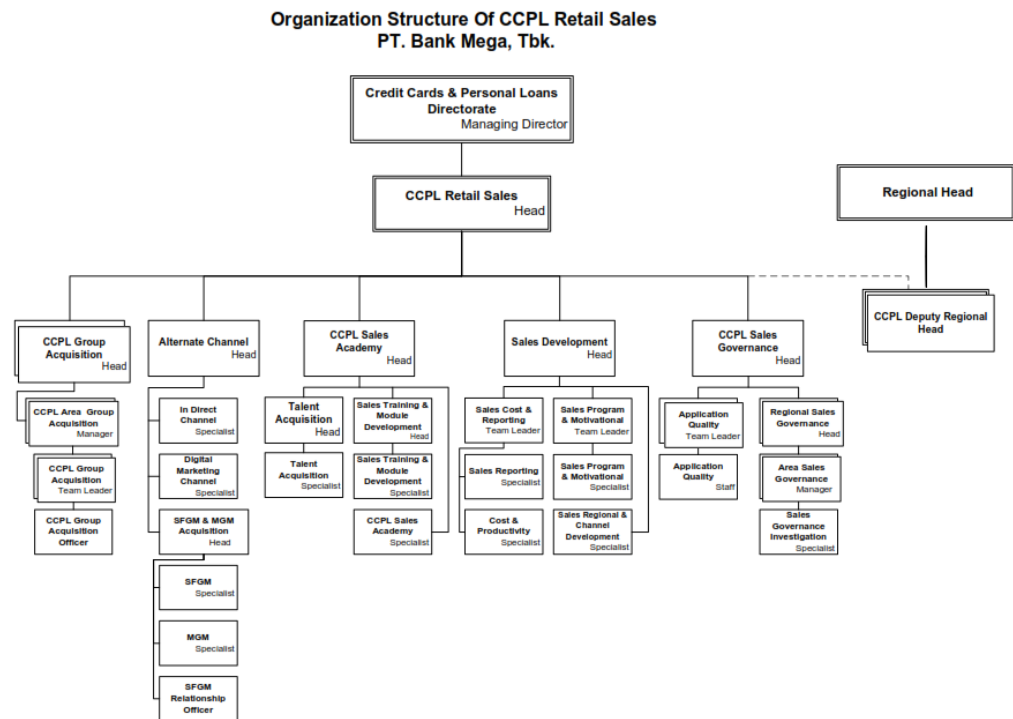 Organization Structure Of CCPL Retail Sales
PT. Bank Mega, Tbk.
Credit Cards & Personal Loans
Directorate
Managing Director
CCPL Retail Sales
Head
Regional Head
CCPL Deputy Regional
Head
CCPL Group
Acquisition
Head
Alternate Channel
Head
CCPL Sales
Academy
Head
Sales Development
Head
CCPL Sales
Governance
Head
CCPL Area Group
Acquisition
Manager
CCPL Group
Acquisition
Team Leader
CCPL Group
Acquisition
Officer
In Direct
Channel
Specialist
Digital
Marketing
Channel
Specialist
SFGM & MGM
Acquisition
Head
SFGM
Specialist
MGM
Specialist
SFGM
Relationship
Officer
Talent
Acquisition
Head
Talent
Acquisition
Specialist
Sales Training &
Module
Development
Head
Sales Training &
Module
Development
Specialist
CCPL Sales
Academy
Specialist
Sales Cost &
Reporting
Team Leader
Sales Reporting
Specialist
Cost &
Productivity
Specialist
Sales Program
& Motivational
Team Leader
Sales Program
& Motivational
Specialist
Sales Regional &
Channel
Development
Specialist
Application
Quality
Team Leader
Application
Quality
Staff
Regional Sales
Governance
Head
Area Sales
Governance
Manager
Sales
Governance
Investigation
Specialist